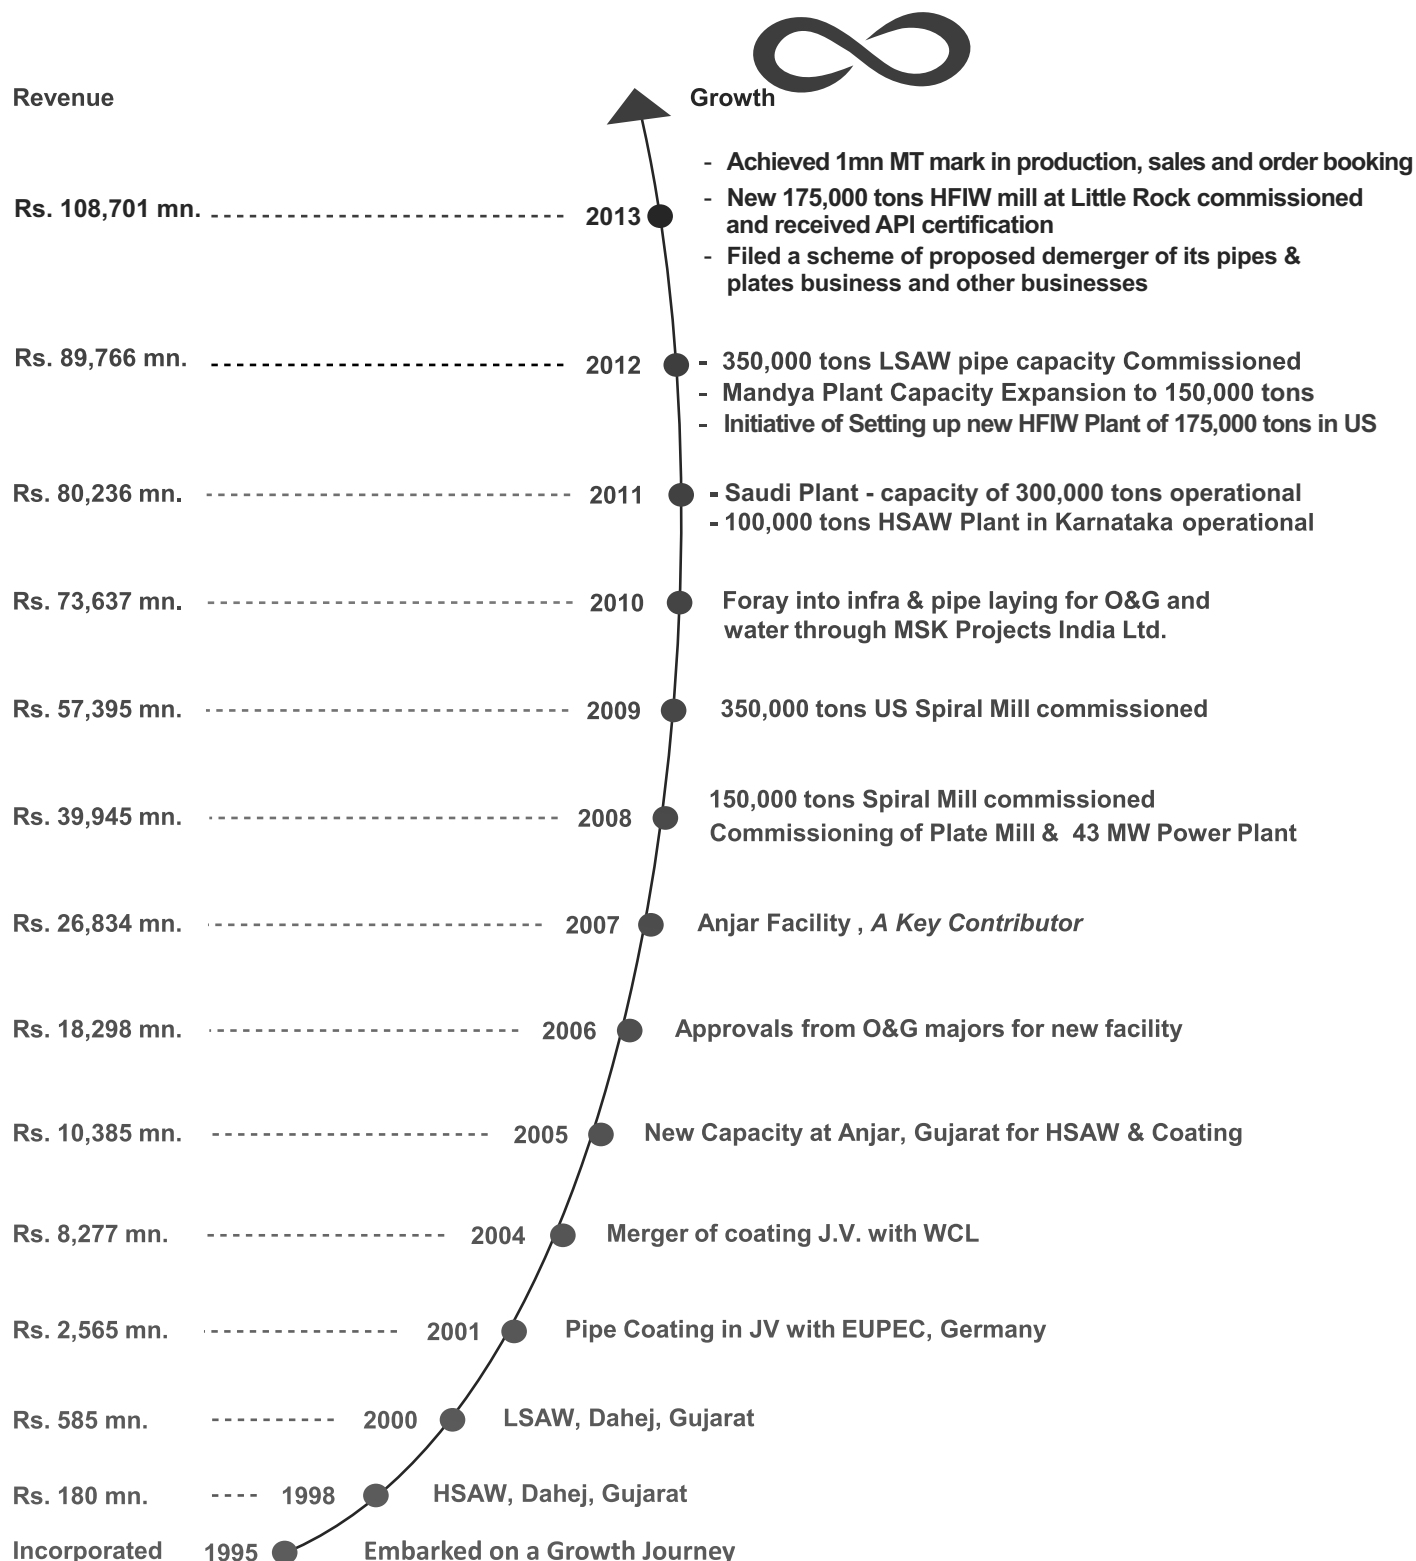 Revenue
Growth
- Achieved 1mn MT mark in production, sales and order booking
Rs. 108,701 mn.
2013
- New 175,000 tons HFIW mill at Little Rock commissioned
and received API certification
- Filed a scheme of proposed demerger of its pipes &
plates business and other businesses
Rs. 89,766 mn.
2012
- 350,000 tons LSAW pipe capacity Commissioned
- Mandya Plant Capacity Expansion to 150,000 tons
- Initiative of Setting up new HFIW Plant of 175,000 tons in US
Rs. 80,236 mn.
2011
- Saudi Plant - capacity of 300,000 tons operational
- 100,000 tons HSAW Plant in Karnataka operational
Rs. 73,637 mn.
2010
Foray into infra & pipe laying for O&G and
water through MSK Projects India Ltd.
Rs. 57,395 mn.
2009
350,000 tons US Spiral Mill commissioned
Rs. 39,945 mn.
2008
150,000 tons Spiral Mill commissioned
Commissioning of Plate Mill & 43 MW Power Plant
Rs. 26,834 mn.
2007
Anjar Facility , A Key Contributor
Rs. 18,298 mn.
2006
Approvals from O&G majors for new facility
Rs. 10,385 mn.
2005
New Capacity at Anjar, Gujarat for HSAW & Coating
Rs. 8,277 mn.
2004
Merger of coating J.V. with WCL
Rs. 2,565 mn.
2001
Pipe Coating in JV with EUPEC, Germany
Rs. 585 mn.
2000
LSAW, Dahej, Gujarat
Rs. 180 mn.
1998
HSAW, Dahej, Gujarat
Incorporated
1995
Embarked on a Growth Journey